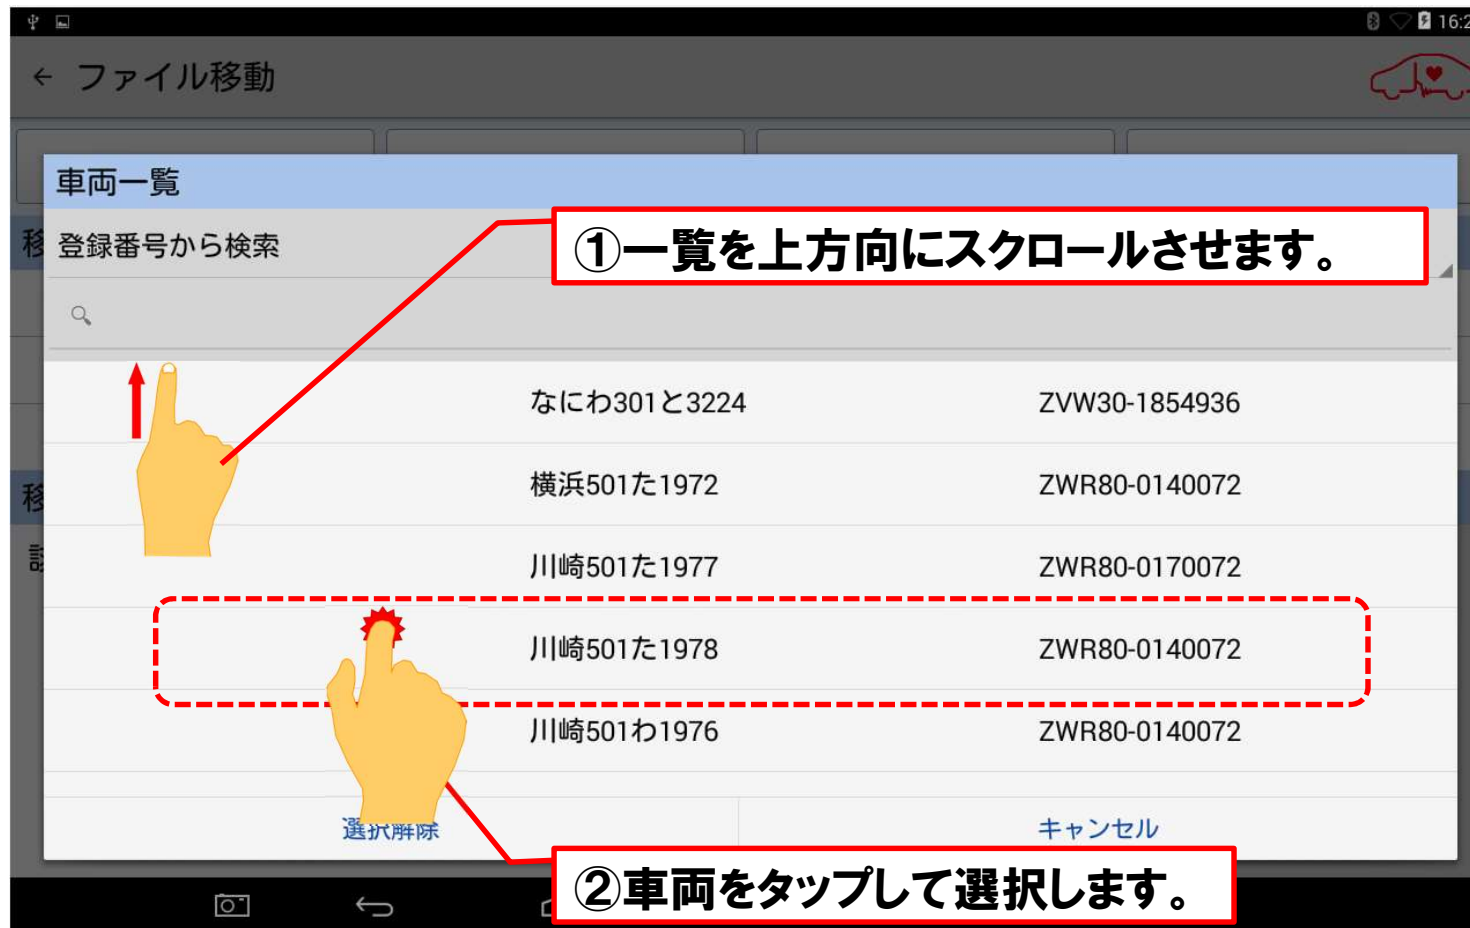 16:2
ファイル移動
車両一覧
移
登録番号から検索
①一覧を上方向にスクロールさせます。
なにわ301と3224 ZVW30-1854936
横浜501た1972 ZWR80-0140072
移
川崎501た1977 ZWR80-0170072
川崎501た1978 ZWR80-0140072
川崎501わ1976 ZWR80-0140072
選択解除 キャンセル
②車両をタップして選択します。